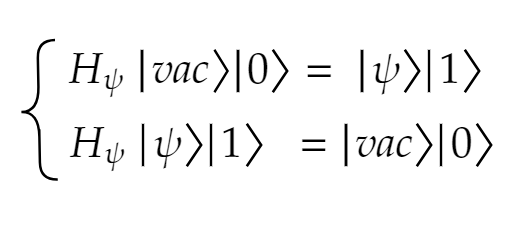 H_ψ |vac⟩|0⟩ = |ψ⟩|1⟩
H_ψ |ψ⟩|1⟩ = |vac⟩|0⟩